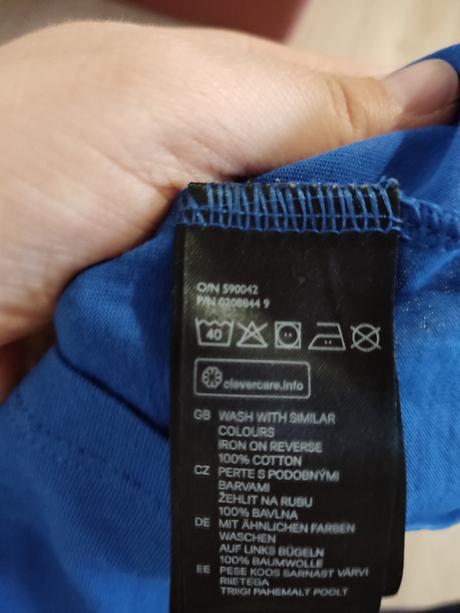 O/N 590042
P/N 0208844 9
40
clevercare.info
GB WASH WITH SIMILAR
COLOURS
IRON ON REVERSE
100% COTTON
CZ PERTE S PODOBNÝMI
BARVAMI
ŽEHLIT NA RUBU
100% BAVLNA
DE MIT ÄHNLICHEN FARBEN
WASCHEN
AUF LINKS BÜGELN
100% BAUMWOLLE
EE PESE KOOS SARNAST VÄRVI
RIIETEGA
TRIIGI PAHEMALT POOLT